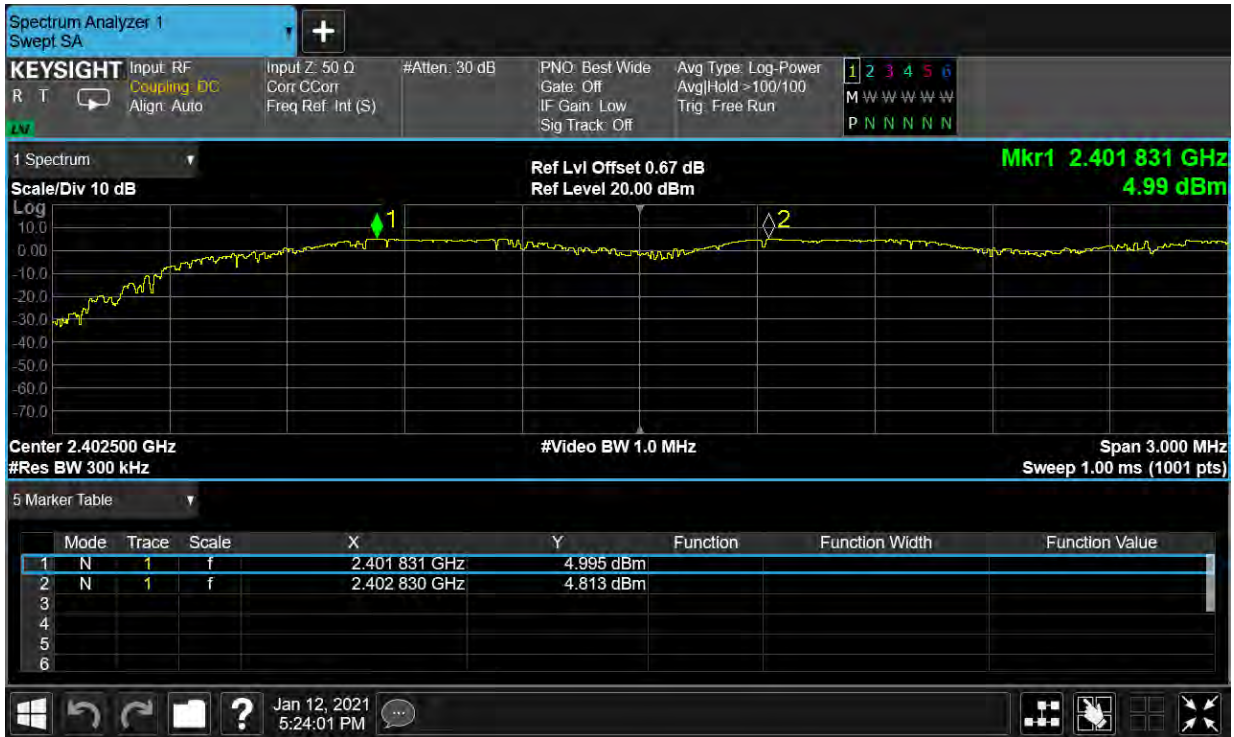 Spectrum Analyzer 1
Swept SA
+
KEYSIGHT
R T
LXI
Input: RF
Coupling: DC
Align: Auto
Input Z: 50 Ω
Corr CCorr
Freq Ref: Int (S)
#Atten: 30 dB
PNO: Best Wide
Gate: Off
IF Gain: Low
Sig Track: Off
Avg Type: Log-Power
Avg|Hold >100/100
Trig: Free Run
1 2 3 4 5 6
M W W W W W
P N N N N N
1 Spectrum
Scale/Div 10 dB
Ref Lvl Offset 0.67 dB
Ref Level 20.00 dBm
Mkr1 2.401 831 GHz
4.99 dBm
Log
10.0
0.00
-10.0
-20.0
-30.0
-40.0
-50.0
-60.0
-70.0
1
2
Center 2.402500 GHz
#Res BW 300 kHz
#Video BW 1.0 MHz
Span 3.000 MHz
Sweep 1.00 ms (1001 pts)
5 Marker Table
Mode Trace Scale X Y Function Function Width Function Value
1 N 1 f 2.401 831 GHz 4.995 dBm
2 N 1 f 2.402 830 GHz 4.813 dBm
3
4
5
6
?
Jan 12, 2021
5:24:01 PM